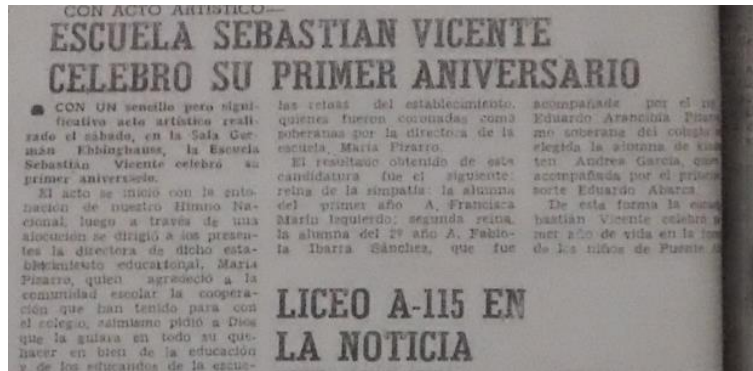 CON ACTO ARTISTICO—
ESCUELA SEBASTIAN VICENTE
CELEBRO SU PRIMER ANIVERSARIO
CON UN sencillo pero signi-
ficativo acto artístico reali-
zado el sábado, en la Sala Ger-
mán Ebbinghaus, la Escuela
Sebastián Vicente celebró su
primer aniversario.
El acto se inició con la ento-
nación de nuestro Himno Na-
cional, luego a través de una
alocución se dirigió a los presen-
tes la directora de dicho esta-
blecimiento educacional, María
Pizarro, quien agradeció a la
comunidad escolar la coopera-
ción que han tenido para con
el colegio, asimismo pidió a Dios
que la guiara en todo su que-
hacer en bien de la educación
y de los educandos de la escue-
las reinas del establecimiento,
quienes fueron coronadas como
soberanas por la directora de la
escuela, María Pizarro.
El resultado obtenido de esta
candidatura fue el siguiente:
reina de la simpatía: la alumna
del primer año A, Francisca
Marín Izquierdo; segunda reina,
la alumna del 2º año A, Fabio-
la Ibarra Sánchez, que fue
acompañada por el
Eduardo Arancibia
mo soberana del colegio
elegida la alumna de
ten Andrea García, que
acompañada por el
sorte Eduardo Abarca.
De esta forma la
bastián Vicente celebró
mer año de vida en la
de los niños de Puente
LICEO A-115 EN
LA NOTICIA